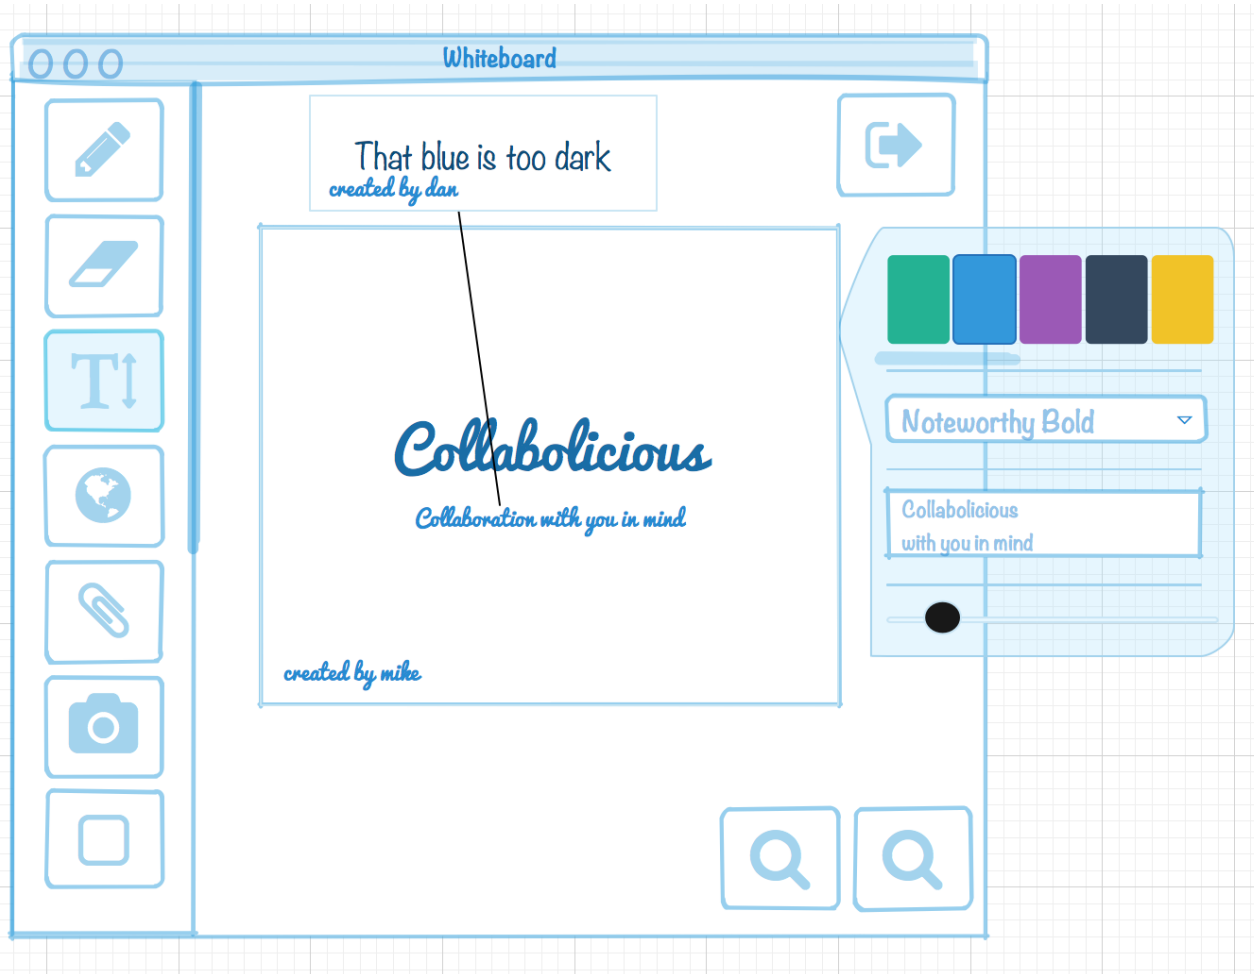 Whiteboard
That blue is too dark
created by dan
Collabolicious
Collaboration with you in mind
created by mike
T
Noteworthy Bold
Collabolicious
with you in mind